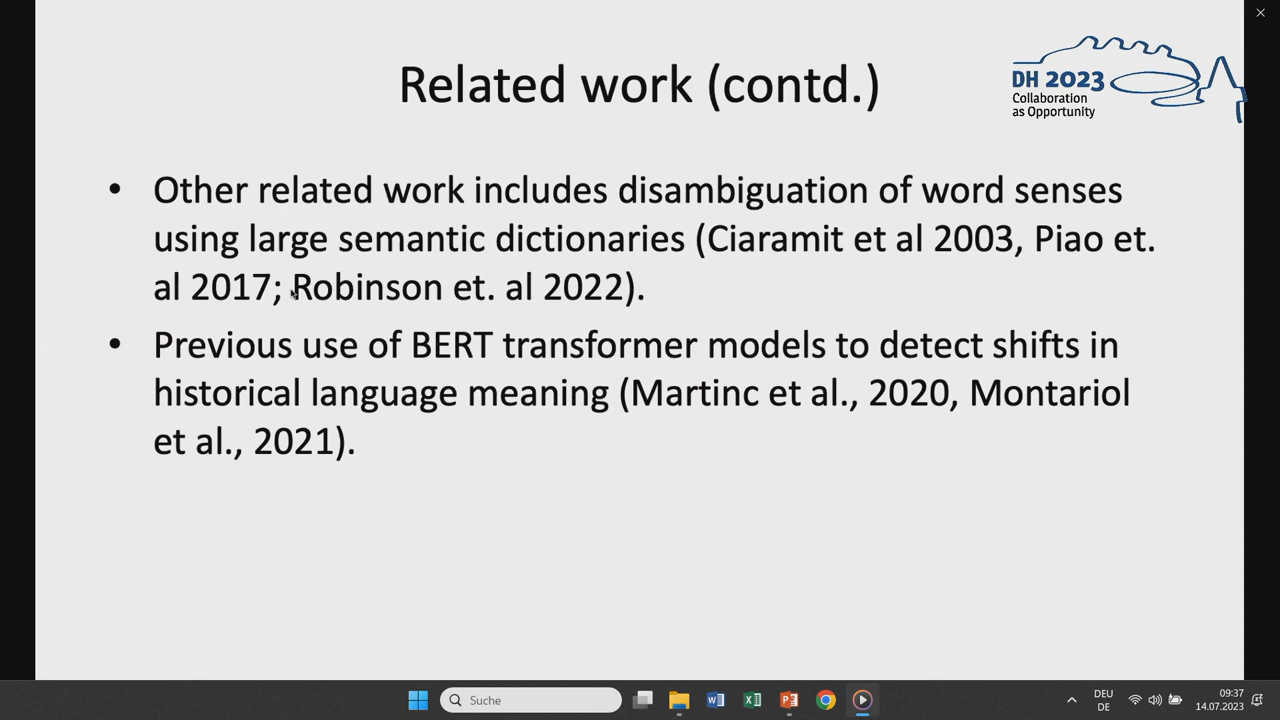 Related work (contd.)
DH 2023
Collaboration
as Opportunity
• Other related work includes disambiguation of word senses
using large semantic dictionaries (Ciaramit et al 2003, Piao et.
al 2017; Robinson et. al 2022).
• Previous use of BERT transformer models to detect shifts in
historical language meaning (Martinc et al., 2020, Montariol
et al., 2021).
Suche
DEU
DE
09:37
14.07.2023